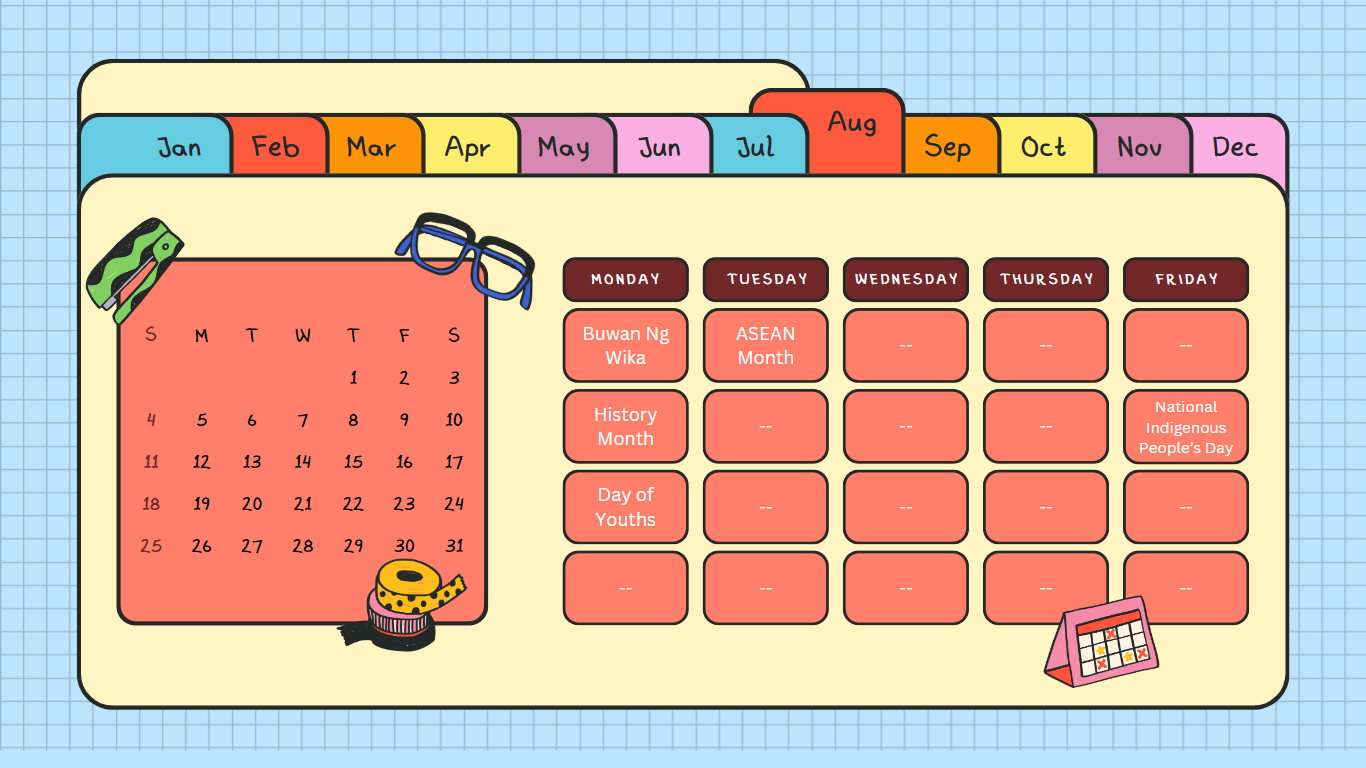 Jan Feb Mar Apr May Jun Jul Aug Sep Oct Nov Dec
S M T W T F S
1 2 3
4 5 6 7 8 9 10
11 12 13 14 15 16 17
18 19 20 21 22 23 24
25 26 27 28 29 30 31
MONDAY TUESDAY WEDNESDAY THURSDAY FRIDAY
Buwan Ng
Wika
ASEAN
Month
--
--
--
History
Month
--
--
--
National
Indigenous
People's Day
Day of
Youths
--
--
--
--
--
--
--
--
--